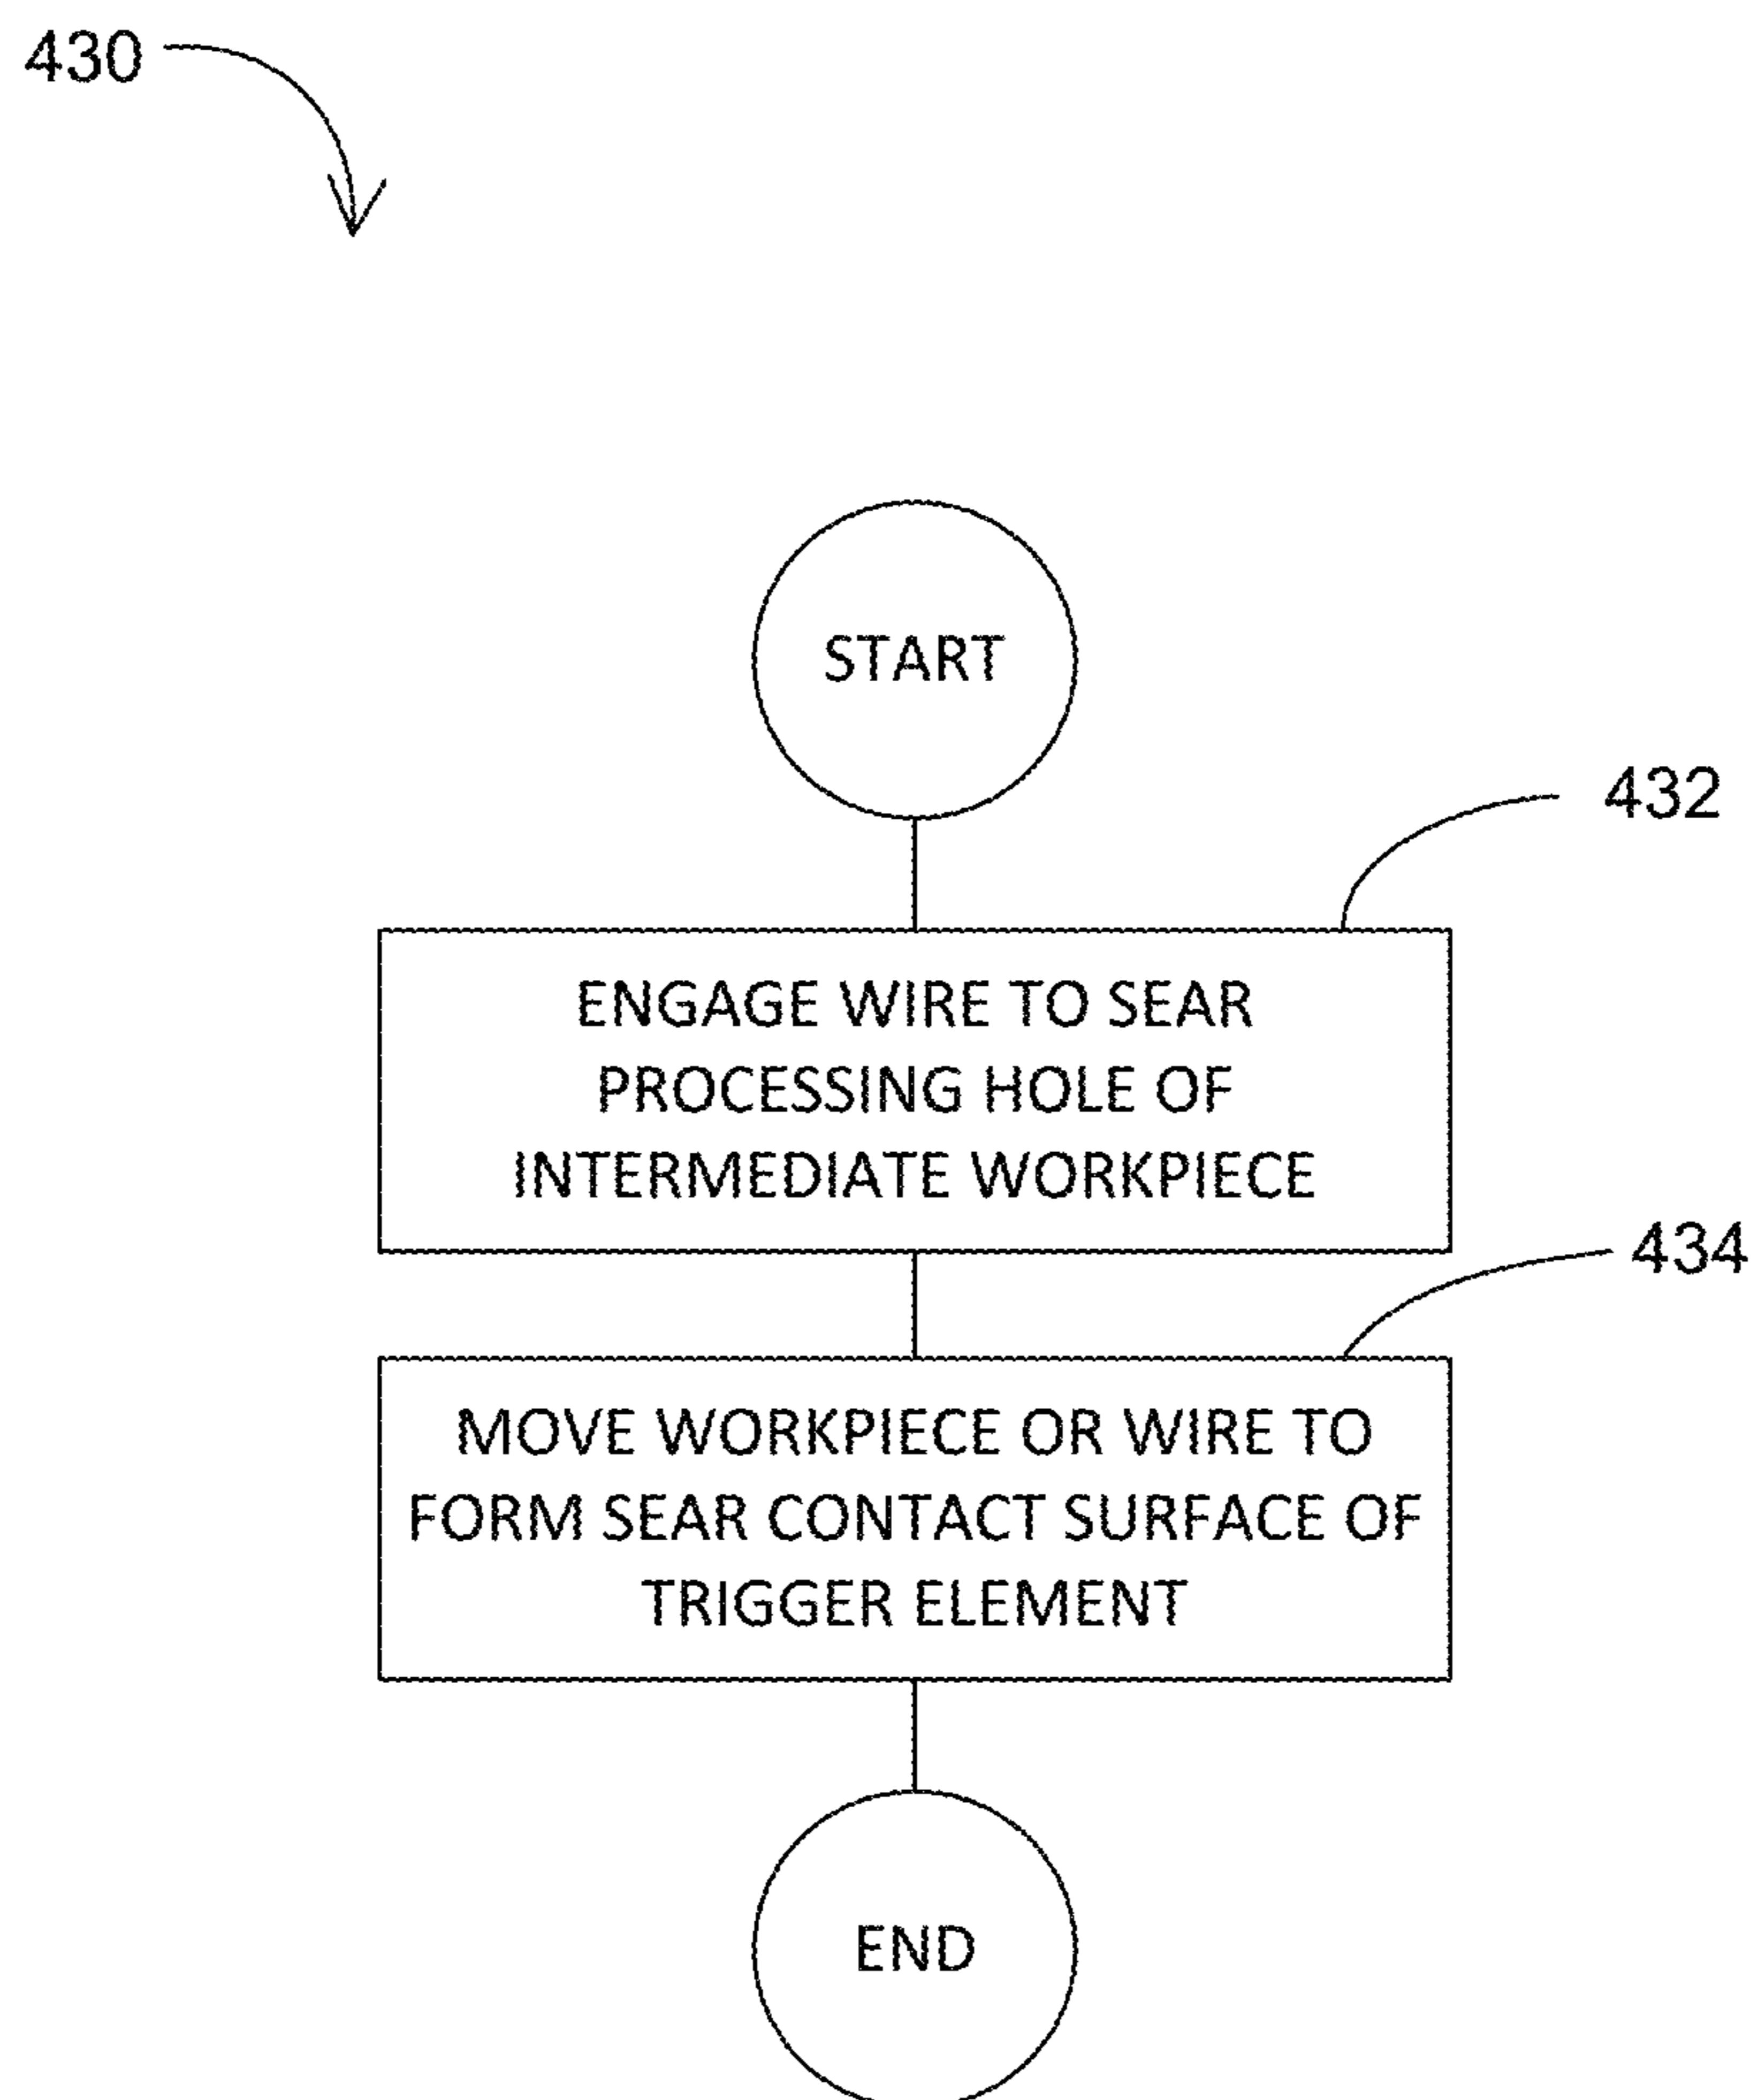 430
START
432
ENGAGE WIRE TO SEAR
PROCESSING HOLE OF
INTERMEDIATE WORKPIECE
434
MOVE WORKPIECE OR WIRE TO
FORM SEAR CONTACT SURFACE OF
TRIGGER ELEMENT
END